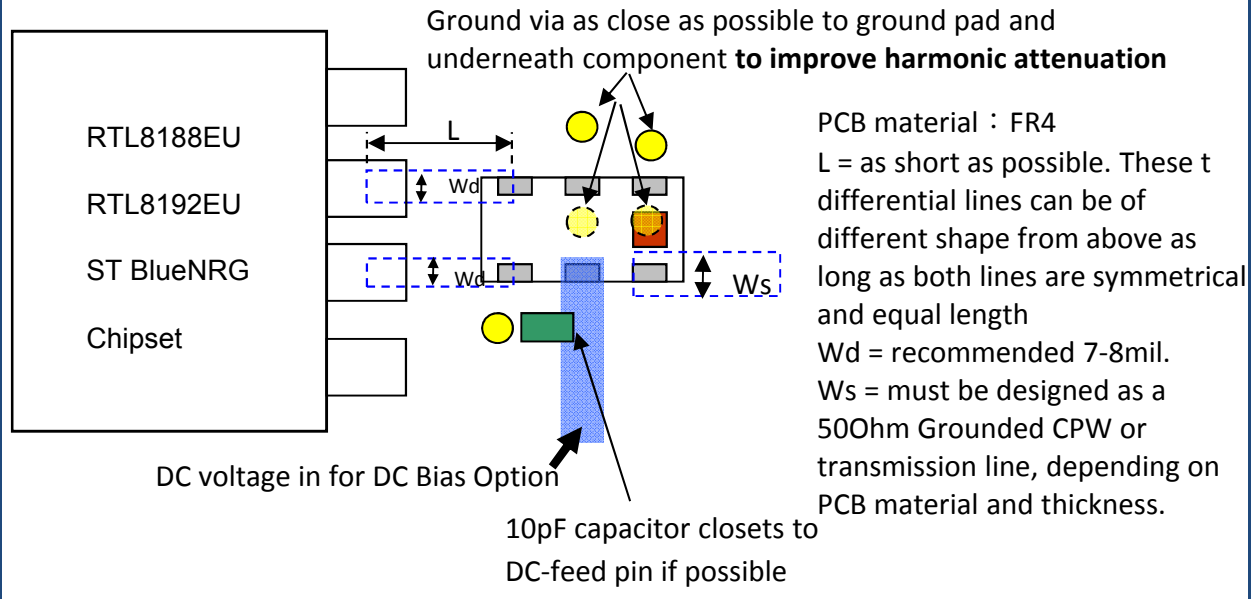 Ground via as close as possible to ground pad and
underneath component to improve harmonic attenuation
RTL8188EU
RTL8192EU
ST BlueNRG
Chipset
L
Wd
Wd
Ws
PCB material：FR4
L = as short as possible. These t
differential lines can be of
different shape from above as
long as both lines are symmetrical
and equal length
Wd = recommended 7-8mil.
Ws = must be designed as a
50Ohm Grounded CPW or
transmission line, depending on
PCB material and thickness.
DC voltage in for DC Bias Option
10pF capacitor closets to
DC-feed pin if possible